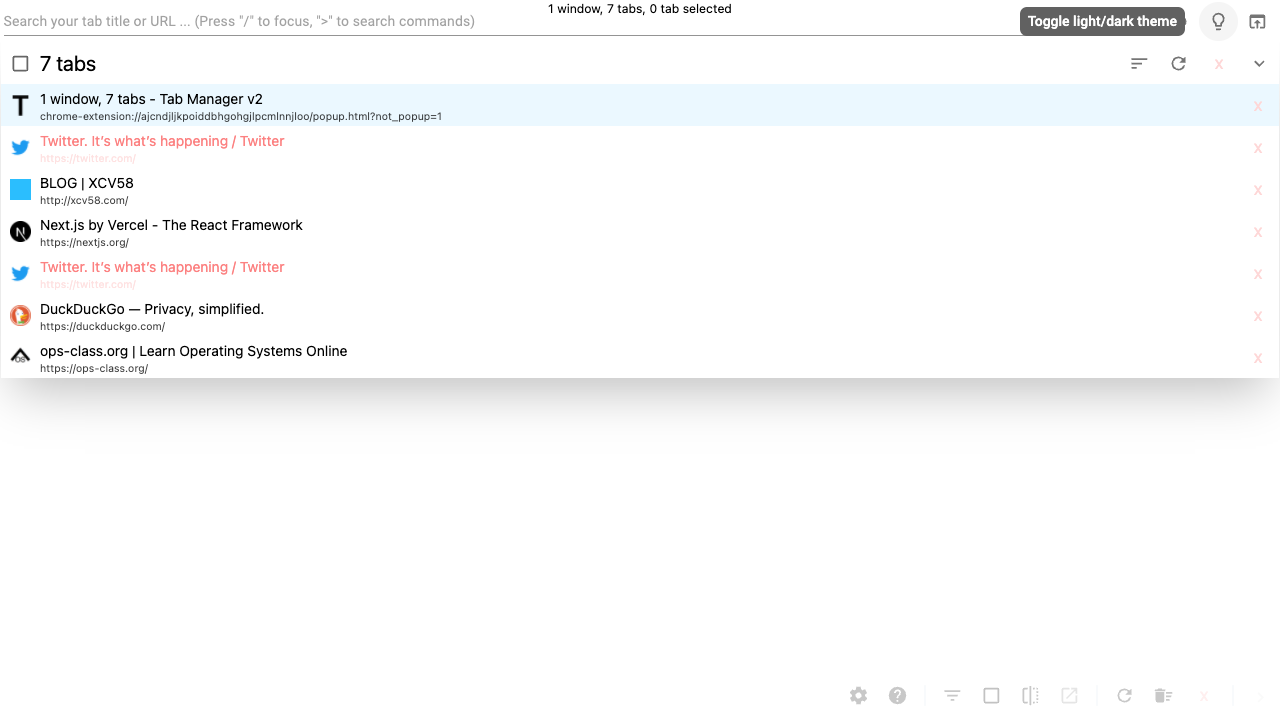 1 window, 7 tabs, 0 tab selected
Search your tab title or URL ... (Press "/" to focus, ">" to search commands)
Toggle light/dark theme
7 tabs
x
1 window, 7 tabs - Tab Manager v2
chrome-extension://ajcndjljkpoiddbhgohgjlpcmlnnjloo/popup.html?not_popup=1
x
Twitter. It's what's happening / Twitter
https://twitter.com/
x
BLOG | XCV58
http://xcv58.com/
x
Next.js by Vercel - The React Framework
https://nextjs.org/
x
Twitter. It's what's happening / Twitter
https://twitter.com/
x
DuckDuckGo — Privacy, simplified.
https://duckduckgo.com/
x
ops-class.org | Learn Operating Systems Online
https://ops-class.org/
x
x